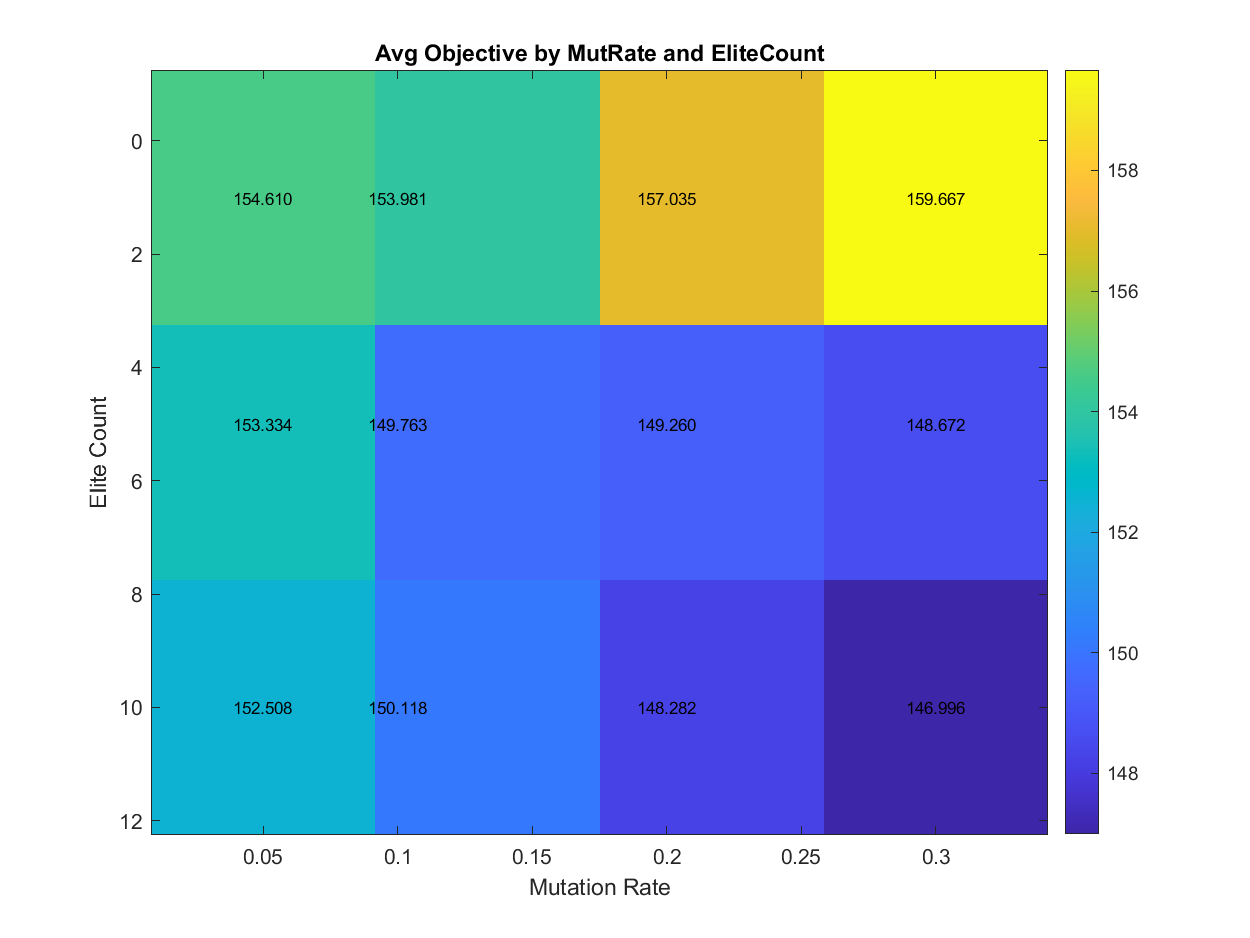 Avg Objective by MutRate and EliteCount
0
2
4
6
8
10
12
Elite Count
154.610 153.981 157.035 159.667
153.334 149.763 149.260 148.672
152.508 150.118 148.282 146.996
158
156
154
152
150
148
0.05 0.1 0.15 0.2 0.25 0.3
Mutation Rate